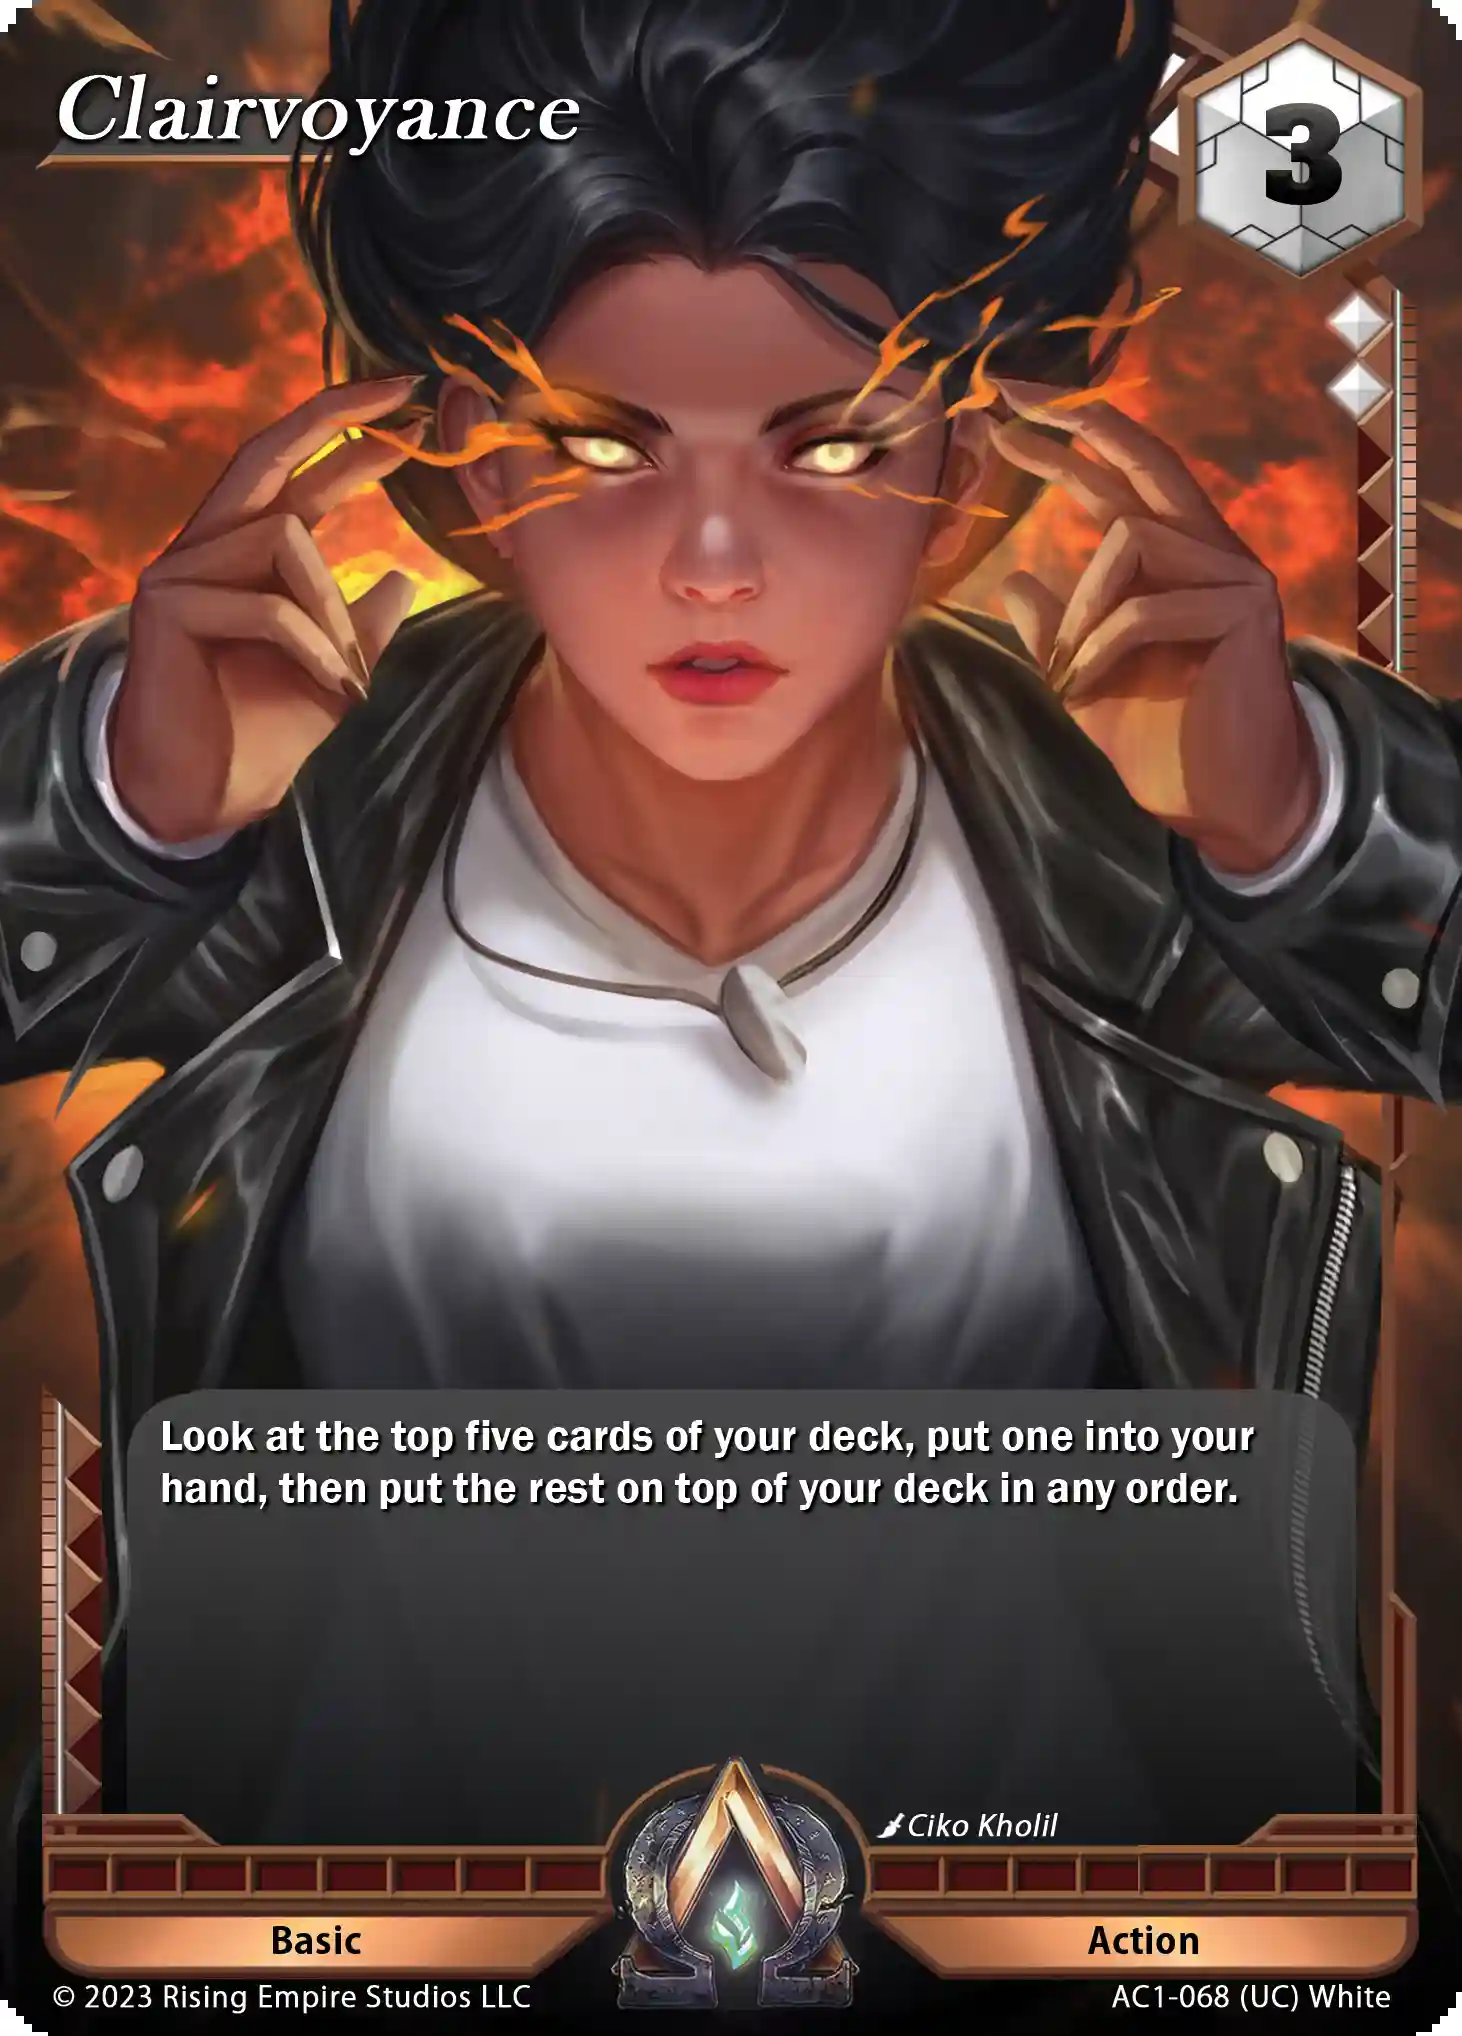 Clairvoyance
3
Look at the top five cards of your deck, put one into your
hand, then put the rest on top of your deck in any order.
Ciko Kholil
Basic
Action
© 2023 Rising Empire Studios LLC
AC1-068 (UC) White